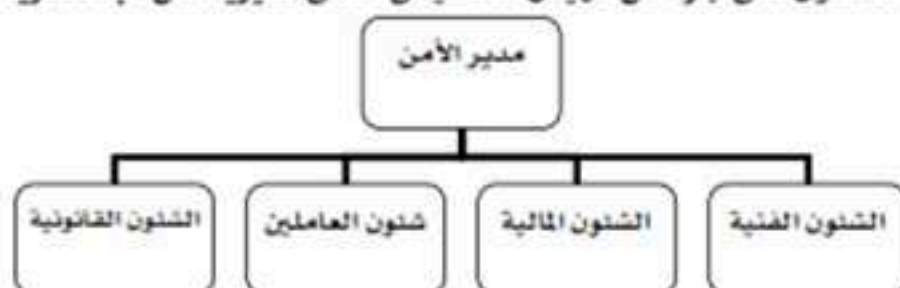 مدير الأمن
الشئون الفنية
الشئون المالية
شئون العاملين
الشئون القانونية